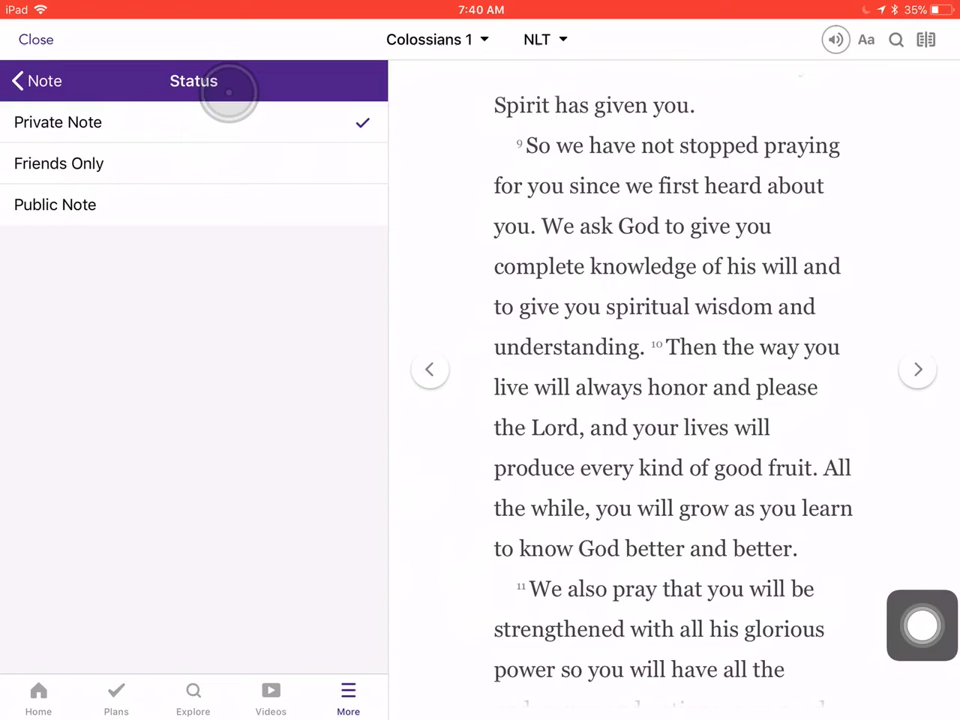 iPad 7:40 AM 35%
Close Colossians 1 NLT Aa
Note Status
Private Note
Friends Only
Public Note
Spirit has given you.
9 So we have not stopped praying
for you since we first heard about
you. We ask God to give you
complete knowledge of his will and
to give you spiritual wisdom and
understanding. 10 Then the way you
live will always honor and please
the Lord, and your lives will
produce every kind of good fruit. All
the while, you will grow as you learn
to know God better and better.
11 We also pray that you will be
strengthened with all his glorious
power so you will have all the
Home Plans Explore Videos More